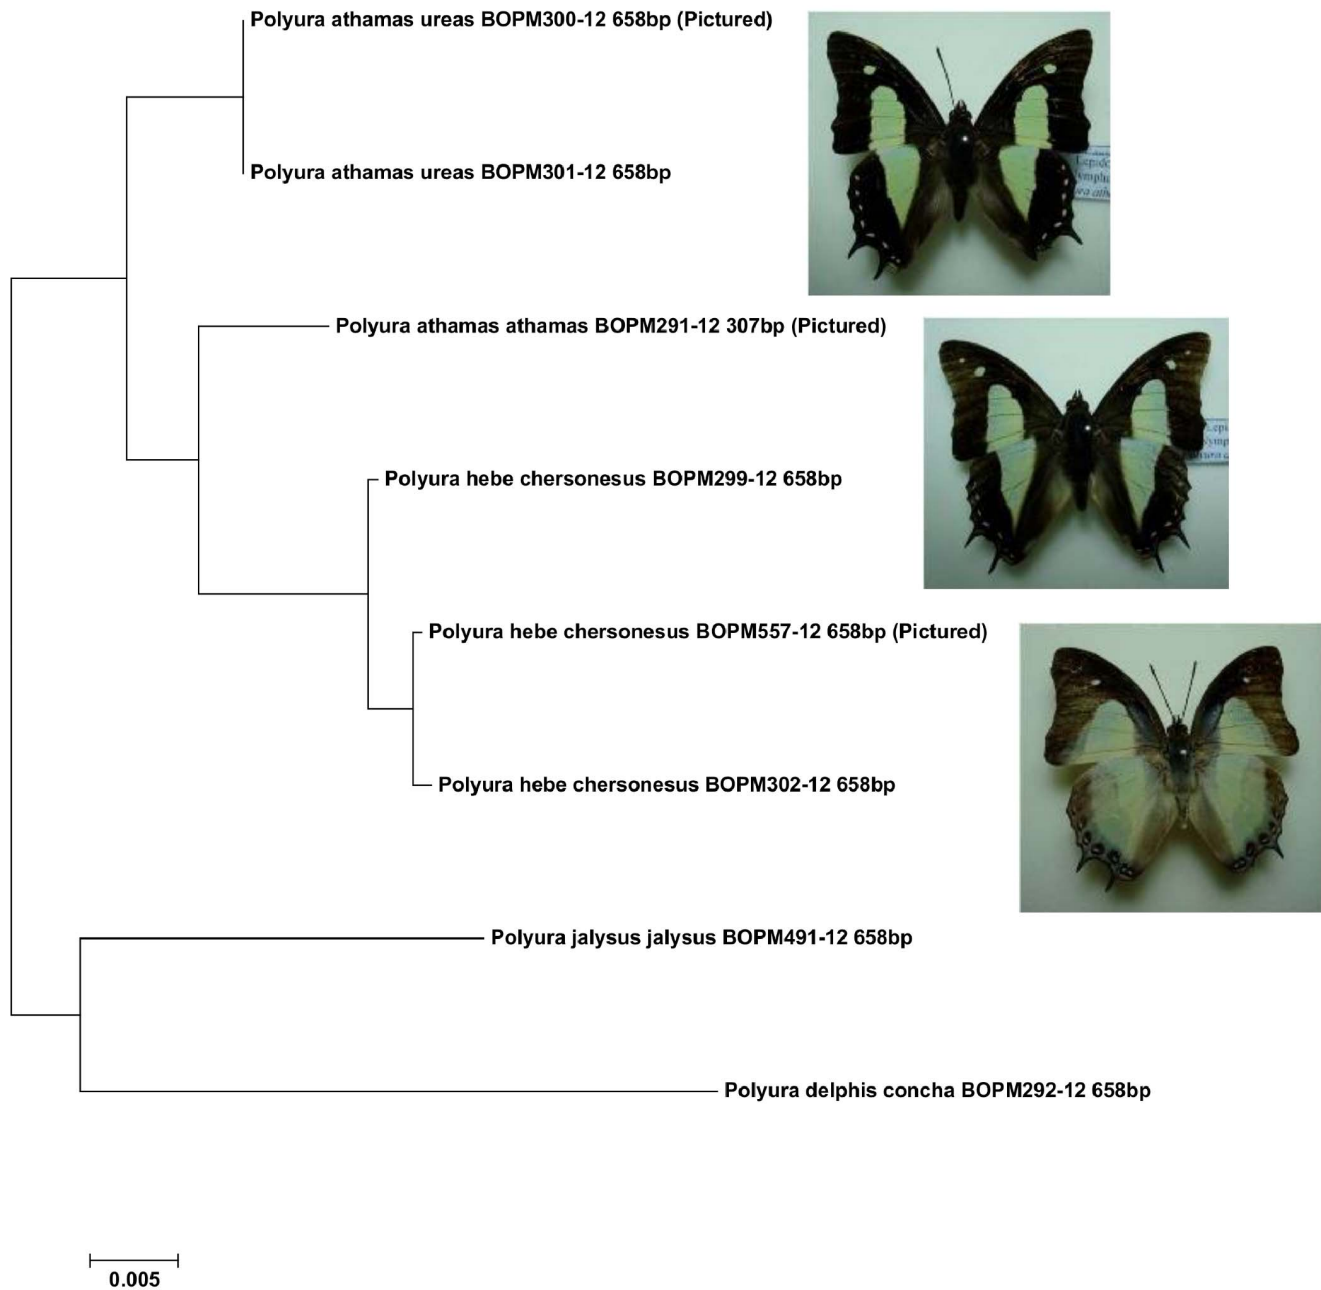 Polyura athamas ureas BOPM300-12 658bp (Pictured)
Polyura athamas ureas BOPM301-12 658bp
Polyura athamas athamas BOPM291-12 307bp (Pictured)
Polyura hebe chersonesus BOPM299-12 658bp
Polyura hebe chersonesus BOPM557-12 658bp (Pictured)
Polyura hebe chersonesus BOPM302-12 658bp
Polyura jalysus jalysus BOPM491-12 658bp
Polyura delphis concha BOPM292-12 658bp
0.005